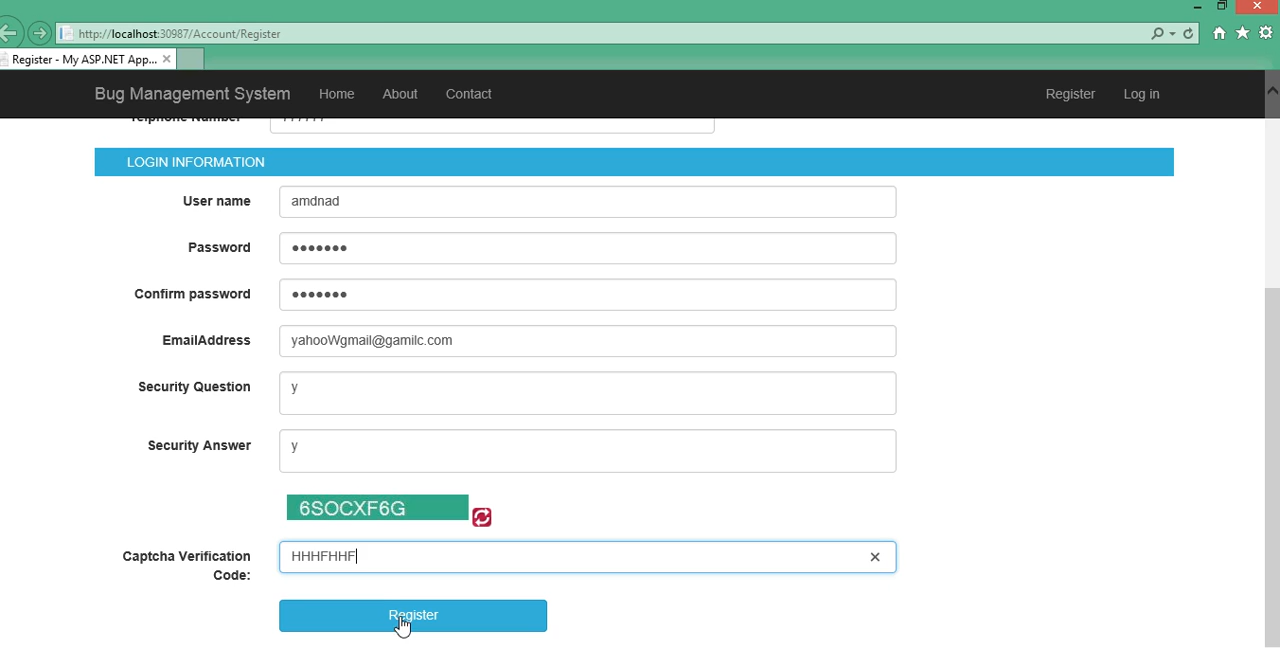 http://localhost:30987/Account/Register
Register - My ASP.NET App...
Bug Management System Home About Contact Register Log in
Telphone Number
LOGIN INFORMATION
User name amdnad
Password •••••••
Confirm password •••••••
EmailAddress yahooWgmail@gamilc.com
Security Question y
Security Answer y
6SOCXF6G
Captcha Verification Code: HHHFHHF
Register